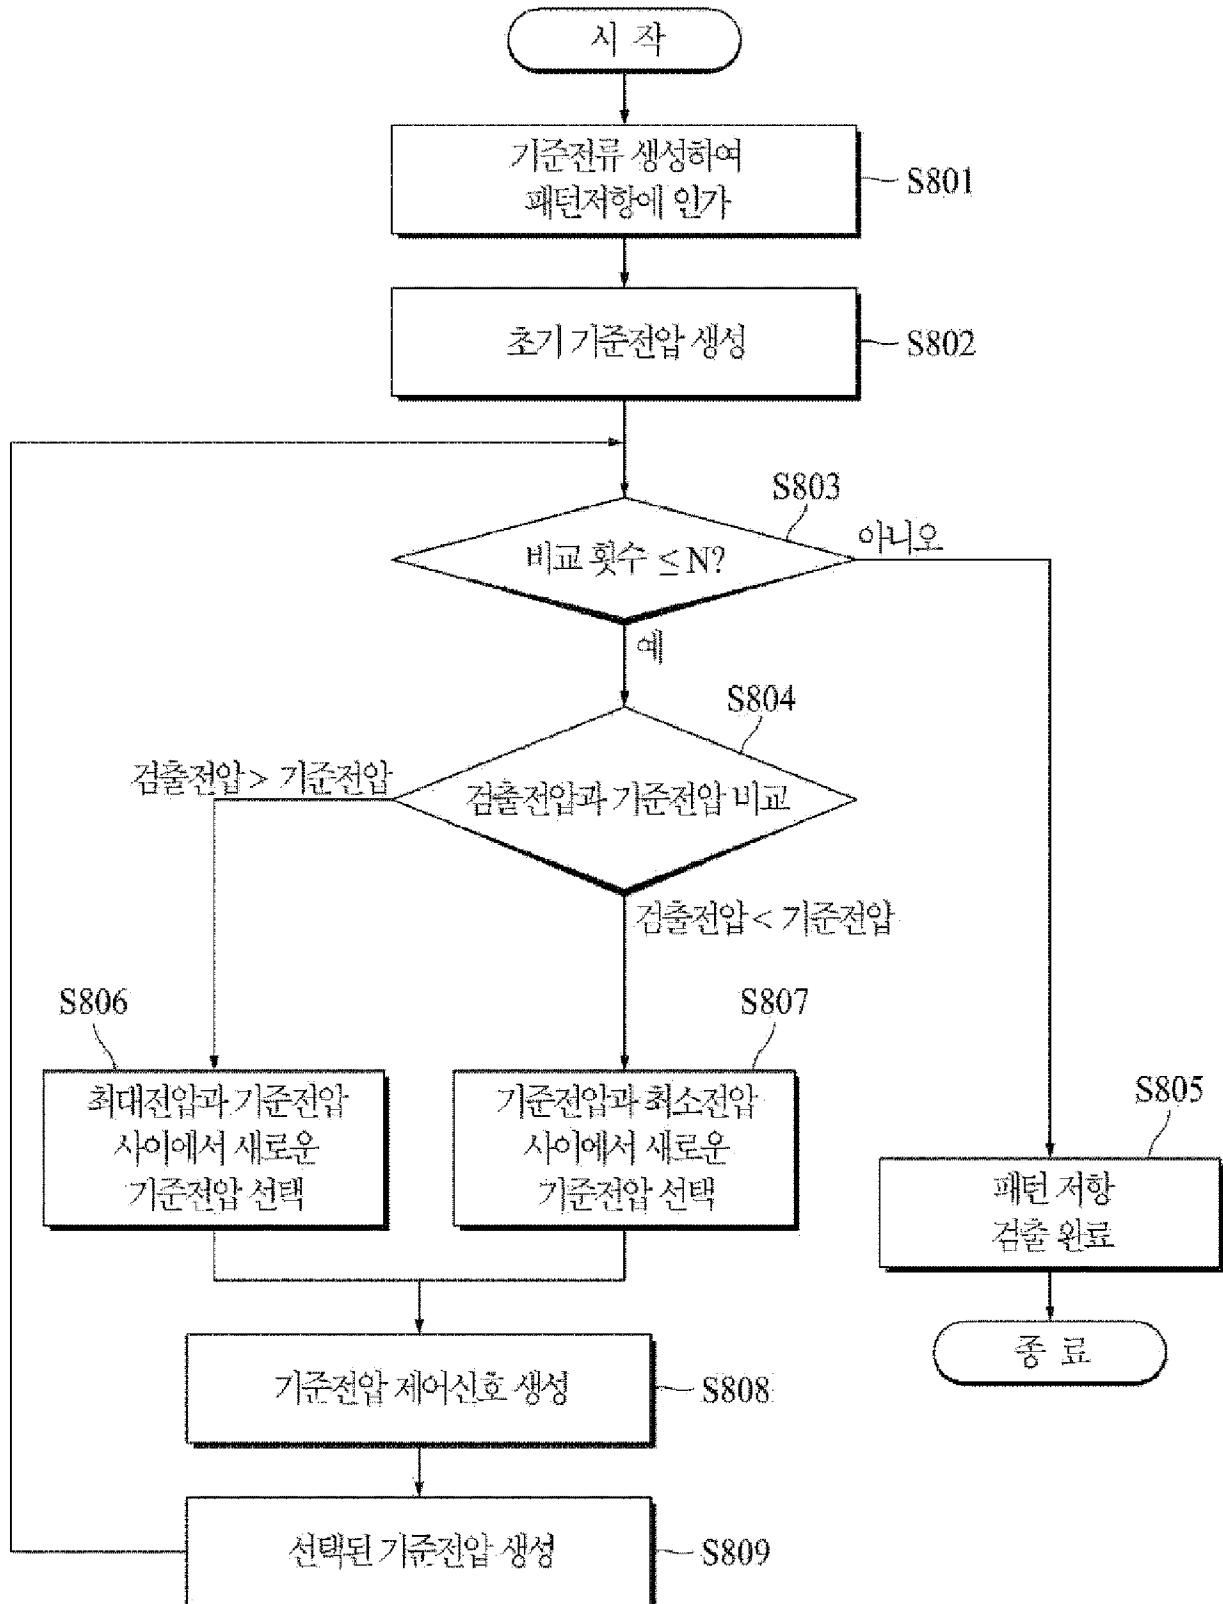 시 작
기준전류 생성하여
패턴저항에 인가
S801
초기 기준전압 생성
S802
S803
비교 횟수 ≤ N?
아니오
예
S804
검출전압 > 기준전압
검출전압과 기준전압 비교
검출전압 < 기준전압
S806
최대전압과 기준전압
사이에서 새로운
기준전압 선택
S807
기준전압과 최소전압
사이에서 새로운
기준전압 선택
S805
패턴 저항
검출 완료
종 료
기준전압 제어신호 생성
S808
선택된 기준전압 생성
S809